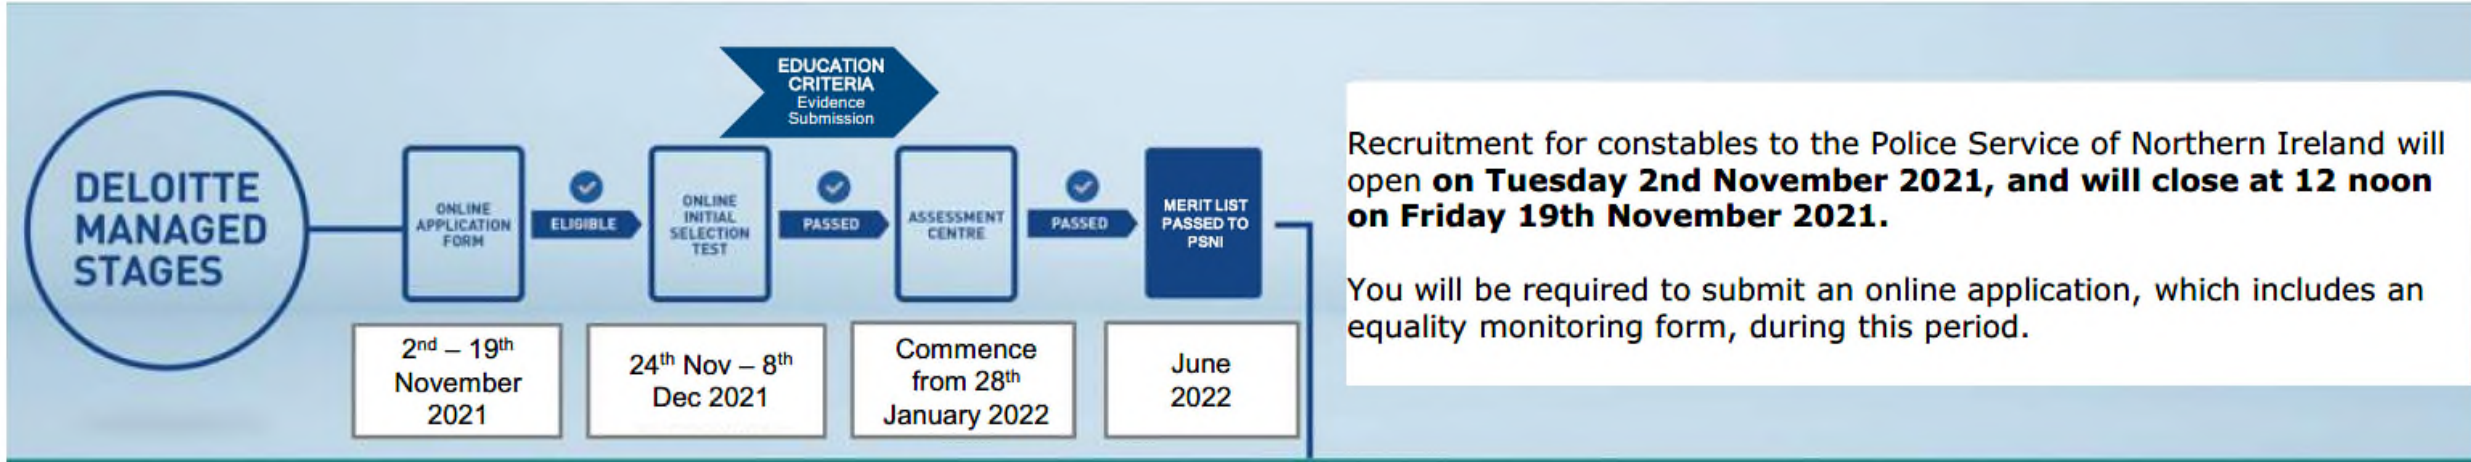 DELOITTE
MANAGED
STAGES
EDUCATION
CRITERIA
Evidence
Submission
ONLINE
APPLICATION
FORM
ELIGIBLE
ONLINE
INITIAL
SELECTION
TEST
PASSED
ASSESSMENT
CENTRE
PASSED
MERIT LIST
PASSED TO
PSNI
2nd – 19th
November
2021
24th Nov – 8th
Dec 2021
Commence
from 28th
January 2022
June
2022
Recruitment for constables to the Police Service of Northern Ireland will
open on Tuesday 2nd November 2021, and will close at 12 noon
on Friday 19th November 2021.
You will be required to submit an online application, which includes an
equality monitoring form, during this period.